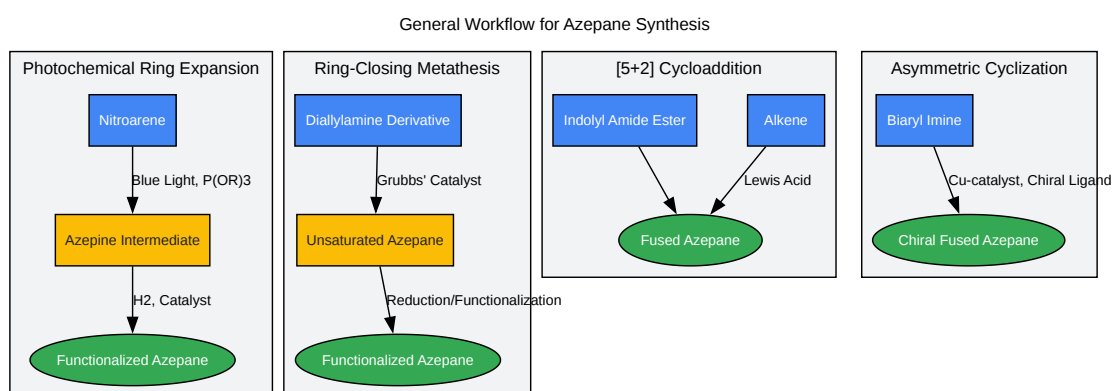 General Workflow for Azepane Synthesis
Photochemical Ring Expansion
Nitroarene
Blue Light, P(OR)3
Azepine Intermediate
H2, Catalyst
Functionalized Azepane
Ring-Closing Metathesis
Diallylamine Derivative
Grubbs' Catalyst
Unsaturated Azepane
Reduction/Functionalization
Functionalized Azepane
[5+2] Cycloaddition
Indolyl Amide Ester
Alkene
Lewis Acid
Fused Azepane
Asymmetric Cyclization
Biaryl Imine
Cu-catalyst, Chiral Ligand
Chiral Fused Azepane